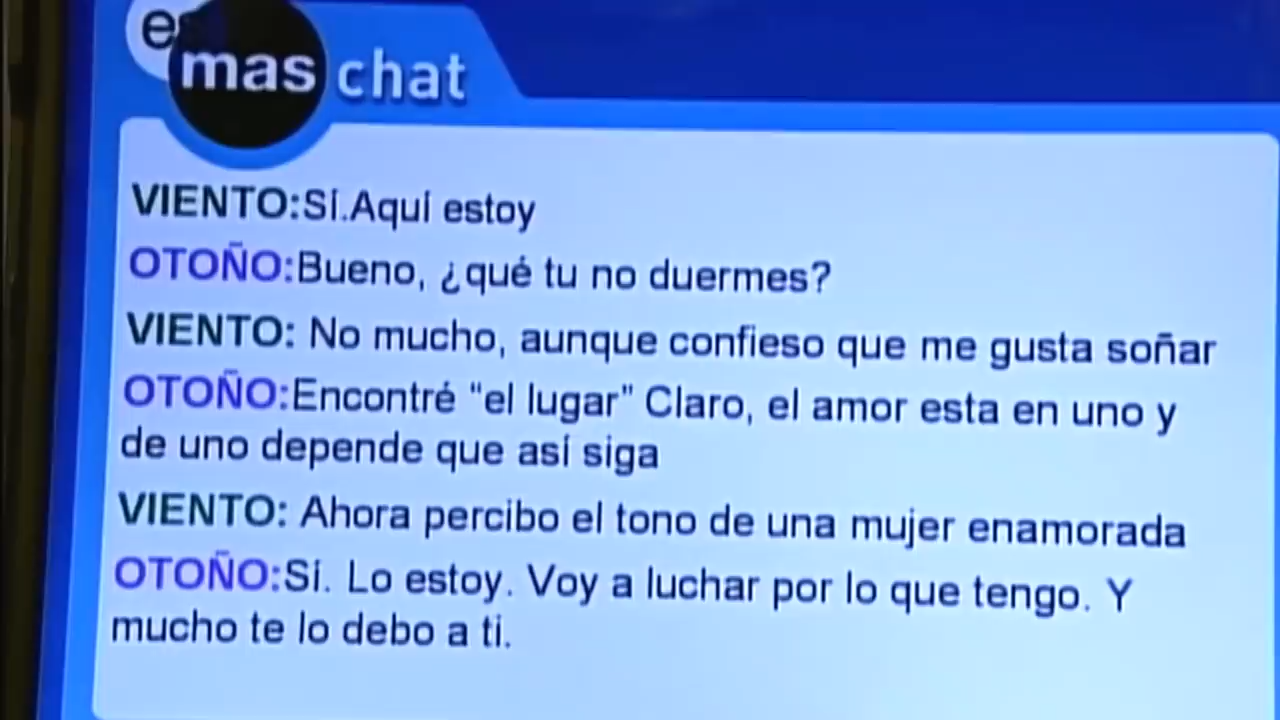 es
mas chat
VIENTO:Sí.Aquí estoy
OTOÑO:Bueno, ¿qué tu no duermes?
VIENTO: No mucho, aunque confieso que me gusta soñar
OTOÑO:Encontré "el lugar" Claro, el amor esta en uno y
de uno depende que así siga
VIENTO: Ahora percibo el tono de una mujer enamorada
OTOÑO:Sí. Lo estoy. Voy a luchar por lo que tengo. Y
mucho te lo debo a ti.